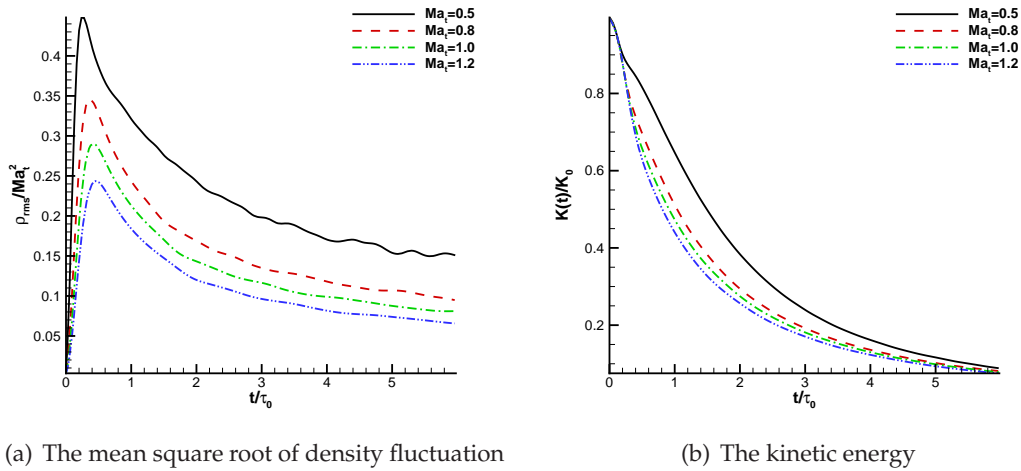 Ma_t=0.5
Ma_t=0.8
Ma_t=1.0
Ma_t=1.2
ρ_rms/Ma_t^2
0.4
0.35
0.3
0.25
0.2
0.15
0.1
0.05
0 1 2 3 4 5
t/τ_0
(a) The mean square root of density fluctuation
Ma_t=0.5
Ma_t=0.8
Ma_t=1.0
Ma_t=1.2
K(t)/K_0
0.8
0.6
0.4
0.2
0 1 2 3 4 5
t/τ_0
(b) The kinetic energy